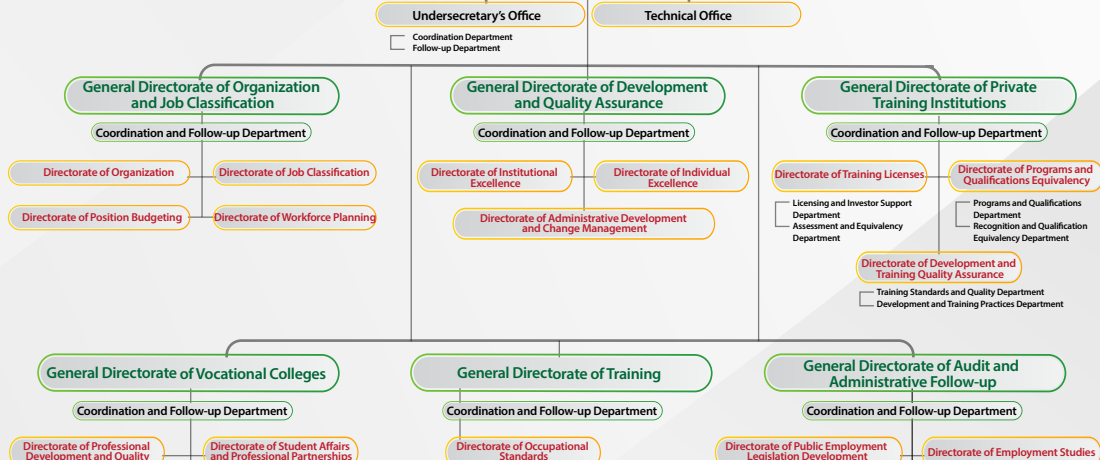 Undersecretary's Office
Technical Office
Coordination Department
Follow-up Department
General Directorate of Organization
and Job Classification
General Directorate of Development
and Quality Assurance
General Directorate of Private
Training Institutions
Coordination and Follow-up Department
Coordination and Follow-up Department
Coordination and Follow-up Department
Directorate of Organization
Directorate of Job Classification
Directorate of Position Budgeting
Directorate of Workforce Planning
Directorate of Institutional
Excellence
Directorate of Individual
Excellence
Directorate of Administrative Development
and Change Management
Directorate of Training Licenses
Directorate of Programs and
Qualifications Equivalency
Licensing and Investor Support
Department
Assessment and Equivalency
Department
Programs and Qualifications
Department
Recognition and Qualification
Equivalency Department
Directorate of Development and
Training Quality Assurance
Training Standards and Quality Department
Development and Training Practices Department
General Directorate of Vocational Colleges
General Directorate of Training
General Directorate of Audit and
Administrative Follow-up
Coordination and Follow-up Department
Coordination and Follow-up Department
Coordination and Follow-up Department
Directorate of Professional
Development and Quality
Directorate of Student Affairs
and Professional Partnerships
Directorate of Occupational
Standards
Directorate of Public Employment
Legislation Development
Directorate of Employment Studies